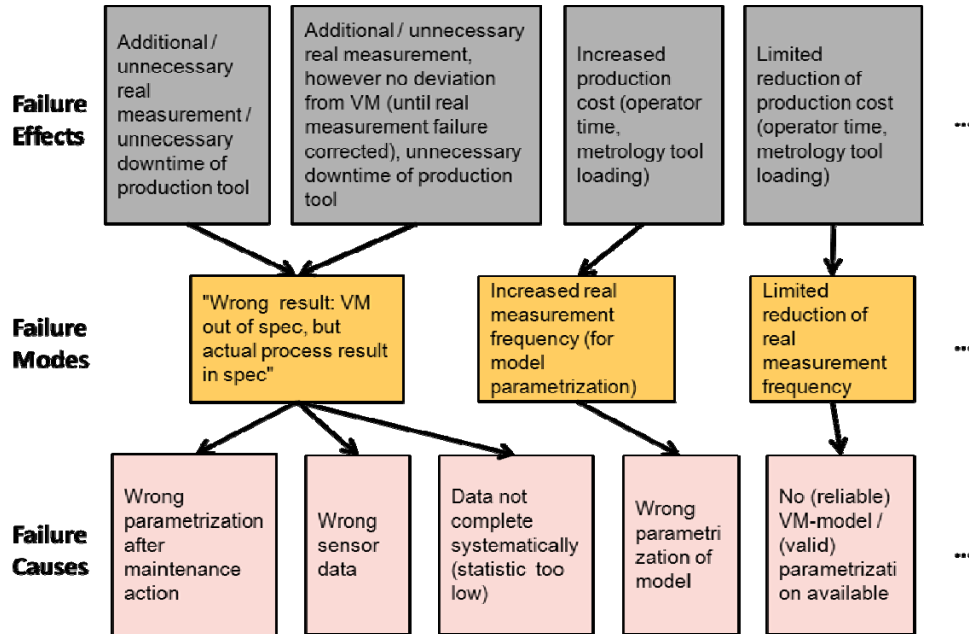 Failure
Effects
Additional /
unnecessary
real
measurement /
unnecessary
downtime of
production tool
Additional / unnecessary
real measurement,
however no deviation
from VM (until real
measurement failure
corrected), unnecessary
downtime of production
tool
Increased
production
cost (operator
time,
metrology tool
loading)
Limited
reduction of
production cost
(operator time,
metrology tool
loading)
...
Failure
Modes
"Wrong result: VM
out of spec, but
actual process result
in spec"
Increased real
measurement
frequency (for
model
parametrization)
Limited
reduction of
real
measurement
frequency
...
Failure
Causes
Wrong
parametrization
after
maintenance
action
Wrong
sensor
data
Data not
complete
systematically
(statistic too
low)
Wrong
parametri
zation of
model
No (reliable)
VM-model /
(valid)
parametrizati
on available
...